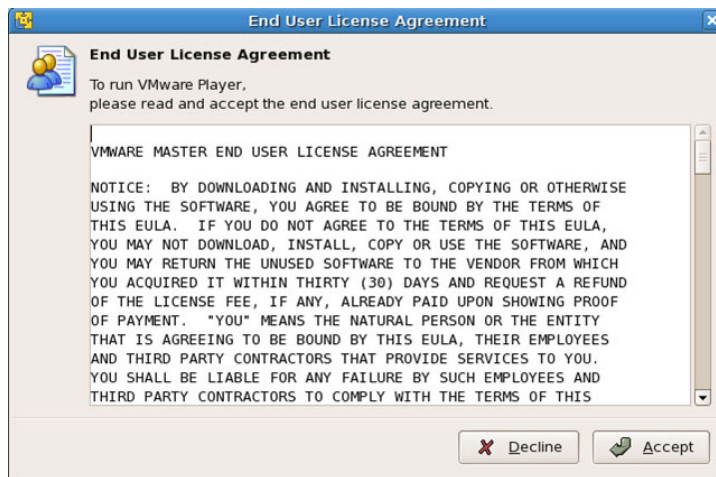 End User License Agreement
End User License Agreement
To run VMware Player,
please read and accept the end user license agreement.
VMWARE MASTER END USER LICENSE AGREEMENT
NOTICE:  BY DOWNLOADING AND INSTALLING, COPYING OR OTHERWISE
USING THE SOFTWARE, YOU AGREE TO BE BOUND BY THE TERMS OF
THIS EULA.  IF YOU DO NOT AGREE TO THE TERMS OF THIS EULA,
YOU MAY NOT DOWNLOAD, INSTALL, COPY OR USE THE SOFTWARE, AND
YOU MAY RETURN THE UNUSED SOFTWARE TO THE VENDOR FROM WHICH
YOU ACQUIRED IT WITHIN THIRTY (30) DAYS AND REQUEST A REFUND
OF THE LICENSE FEE, IF ANY, ALREADY PAID UPON SHOWING PROOF
OF PAYMENT.  "YOU" MEANS THE NATURAL PERSON OR THE ENTITY
THAT IS AGREEING TO BE BOUND BY THIS EULA, THEIR EMPLOYEES
AND THIRD PARTY CONTRACTORS THAT PROVIDE SERVICES TO YOU.
YOU SHALL BE LIABLE FOR ANY FAILURE BY SUCH EMPLOYEES AND
THIRD PARTY CONTRACTORS TO COMPLY WITH THE TERMS OF THIS
Decline
Accept